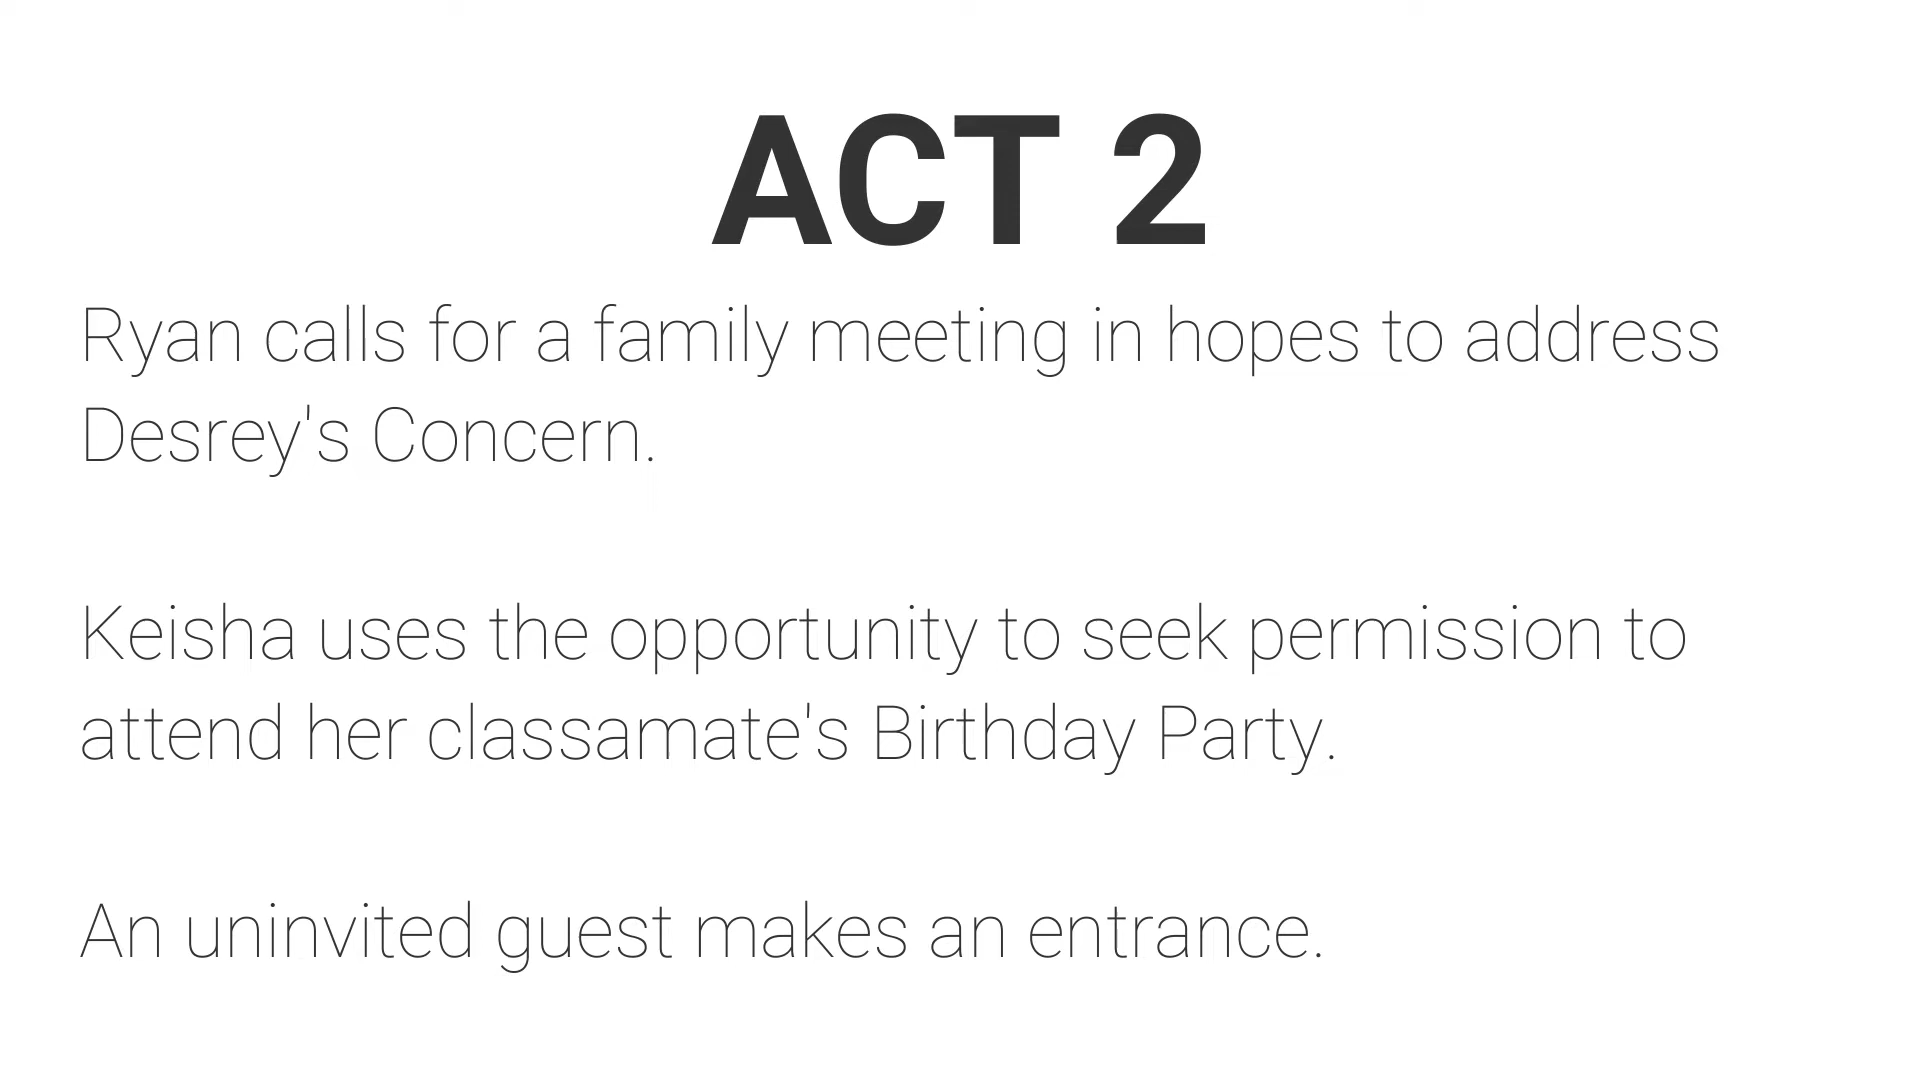 ACT 2
Ryan calls for a family meeting in hopes to address
Desrey's Concern.
Keisha uses the opportunity to seek permission to
attend her classamate's Birthday Party.
An uninvited guest makes an entrance.